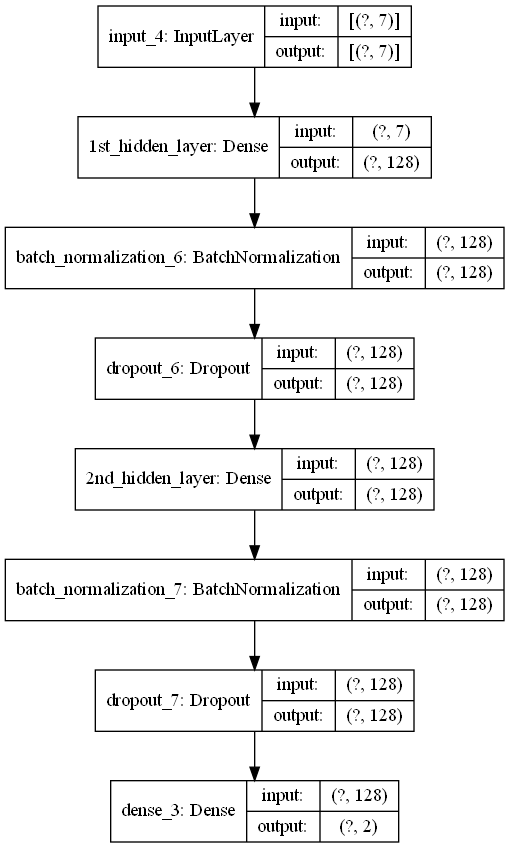 input_4: InputLayer
input: [(?, 7)]
output: [(?, 7)]
1st_hidden_layer: Dense
input: (?, 7)
output: (?, 128)
batch_normalization_6: BatchNormalization
input: (?, 128)
output: (?, 128)
dropout_6: Dropout
input: (?, 128)
output: (?, 128)
2nd_hidden_layer: Dense
input: (?, 128)
output: (?, 128)
batch_normalization_7: BatchNormalization
input: (?, 128)
output: (?, 128)
dropout_7: Dropout
input: (?, 128)
output: (?, 128)
dense_3: Dense
input: (?, 128)
output: (?, 2)